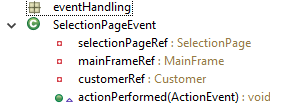 eventHandling
SelectionPageEvent
selectionPageRef : SelectionPage
mainFrameRef : MainFrame
customerRef : Customer
actionPerformed(ActionEvent) : void